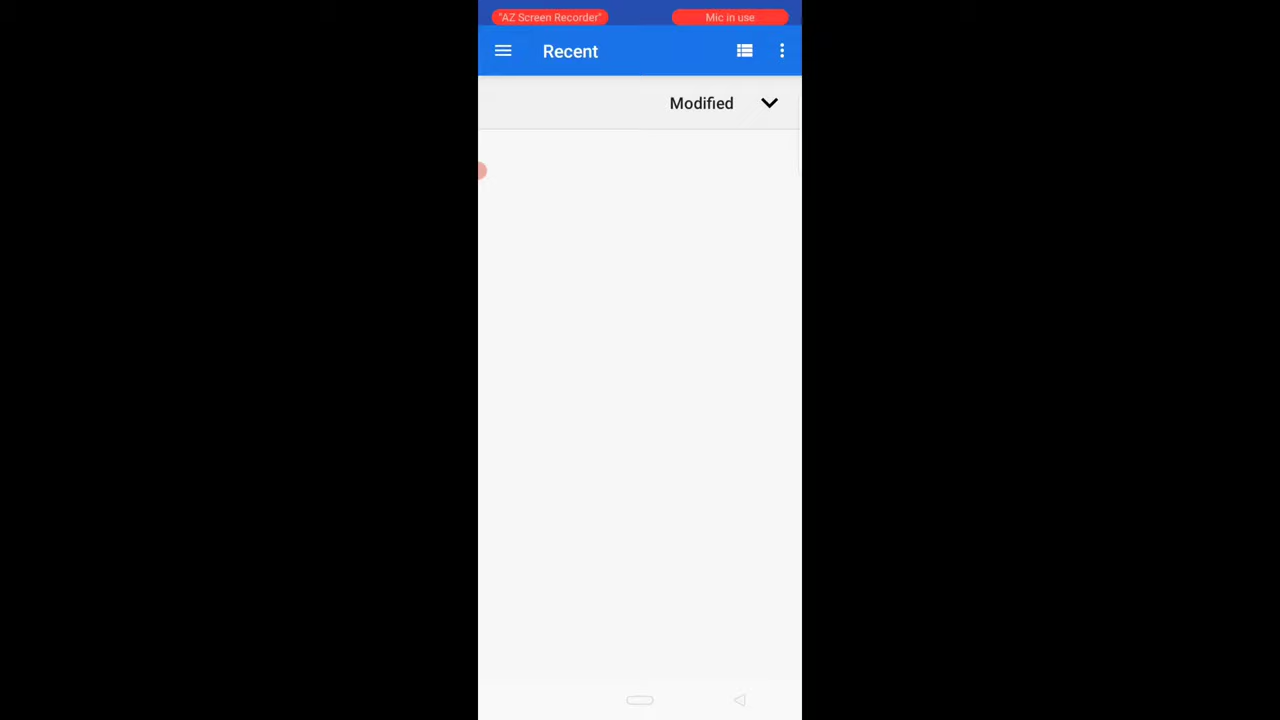 "AZ Screen Recorder"
Mic in use
Recent
Modified